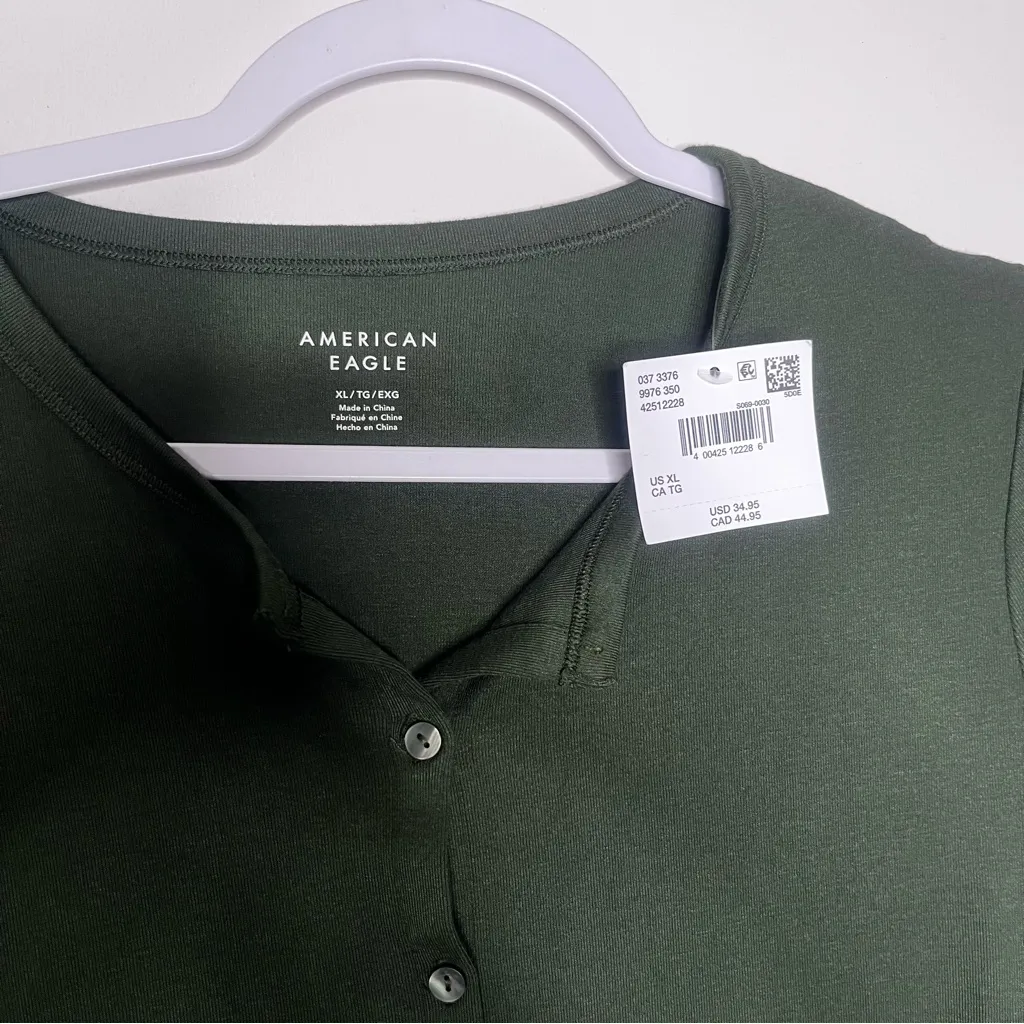 AMERICAN
EAGLE
XL/TG/EXG
Made in China
Fabriqué en Chine
Hecho en China
037 3376
9976 350
42512228
5D0E
S069-0030
4 00425 12228 6
US XL
CA TG
USD 34.95
CAD 44.95